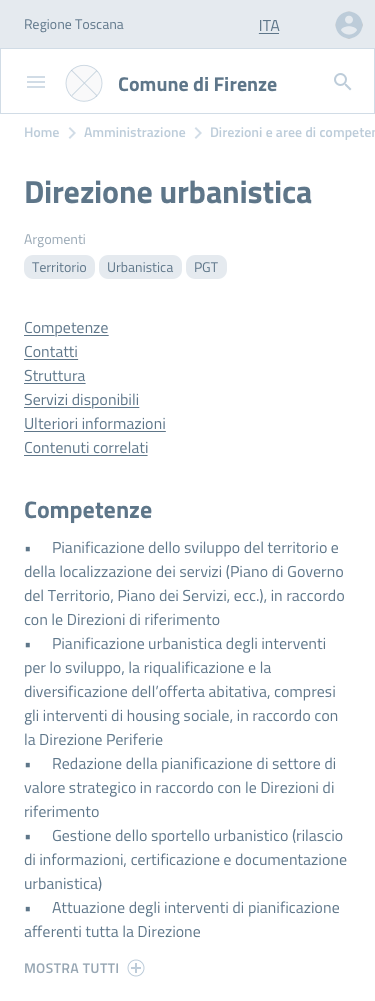 Regione Toscana ITA
Comune di Firenze
Home Amministrazione Direzioni e aree di
Direzione urbanistica
Argomenti
Territorio Urbanistica PGT
Competenze
Contatti
Struttura
Servizi disponibili
Ulteriori informazioni
Contenuti correlati
Competenze
▪ Pianificazione dello sviluppo del territorio e
della localizzazione dei servizi (Piano di Governo
del Territorio, Piano dei Servizi, ecc.), in raccordo
con le Direzioni di riferimento
▪ Pianificazione urbanistica degli interventi
per lo sviluppo, la riqualificazione e la
diversificazione dell’offerta abitativa, compresi
gli interventi di housing sociale, in raccordo con
la Direzione Periferie
▪ Redazione della pianificazione di settore di
valore strategico in raccordo con le Direzioni di
riferimento
▪ Gestione dello sportello urbanistico (rilascio
di informazioni, certificazione e documentazione
urbanistica)
▪ Attuazione degli interventi di pianificazione
afferenti tutta la Direzione
MOSTRA TUTTI